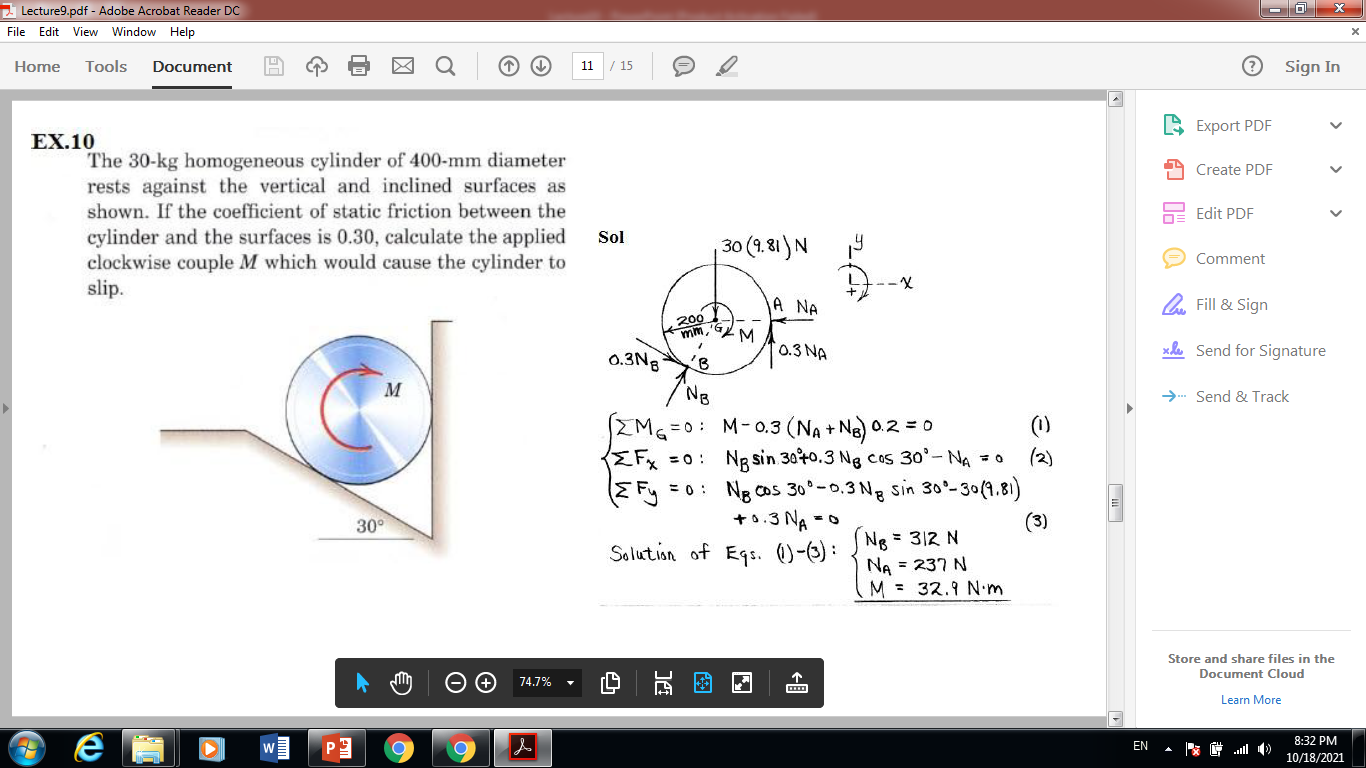 Lecture9.pdf - Adobe Acrobat Reader DC
File Edit View Window Help
Home Tools Document 11 / 15 Sign In
EX.10
The 30-kg homogeneous cylinder of 400-mm diameter
rests against the vertical and inclined surfaces as
shown. If the coefficient of static friction between the
cylinder and the surfaces is 0.30, calculate the applied
clockwise couple M which would cause the cylinder to
slip.
M
30°
Sol
30(9.81) N
y
x
+
A NA
200
mm
G
M
0.3NA
0.3NB
B
NB
ΣMG = 0 : M - 0.3 (NA + NB) 0.2 = 0 (1)
ΣFx = 0 : NB sin 30° + 0.3 NB cos 30° - NA = 0 (2)
ΣFy = 0 : NB cos 30° - 0.3 NB sin 30° - 30(9.81)
+ 0.3 NA = 0 (3)
Solution of Eqs. (1)-(3) :
NB = 312 N
NA = 237 N
M = 32.9 N·m
Export PDF
Create PDF
Edit PDF
Comment
Fill & Sign
Send for Signature
Send & Track
Store and share files in the
Document Cloud
Learn More
74.7%
EN
8:32 PM
10/18/2021